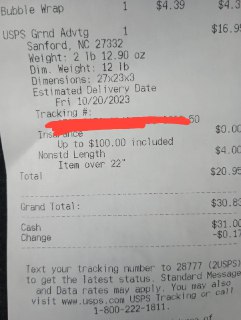 Bubble Wrap 1 $4.39 $4.3
USPS Grnd Advtg 1 $16.9
Sanford, NC 27332
Weight: 2 lb 12.90 oz
Dim. Weight: 12 lb
Dimensions: 27x23x3
Estimated Delivery Date
Fri 10/20/2023
Tracking #:
50
Insurance $0.00
Up to $100.00 included
Nonstd Length $4.00
Item over 22"
Total $20.95
Grand Total: $30.83
Cash $31.00
Change -$0.17
Text your tracking number to 28777 (2USPS)
to get the latest status. Standard Message
and Data rates may apply. You may also
visit www.usps.com USPS Tracking or call
1-800-222-1811.